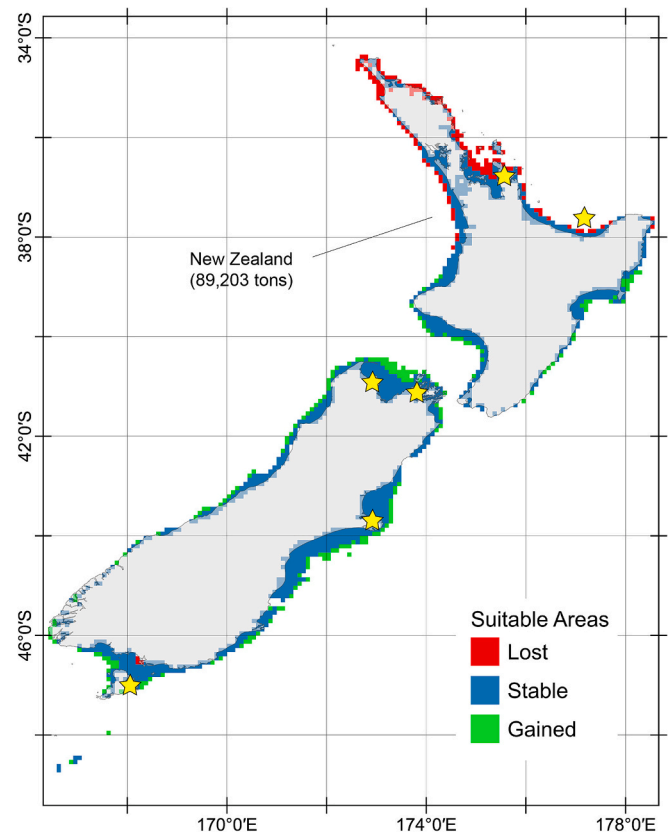 34°0'S
38°0'S
42°0'S
46°0'S
New Zealand
(89,203 tons)
Suitable Areas
Lost
Stable
Gained
170°0'E
174°0'E
178°0'E